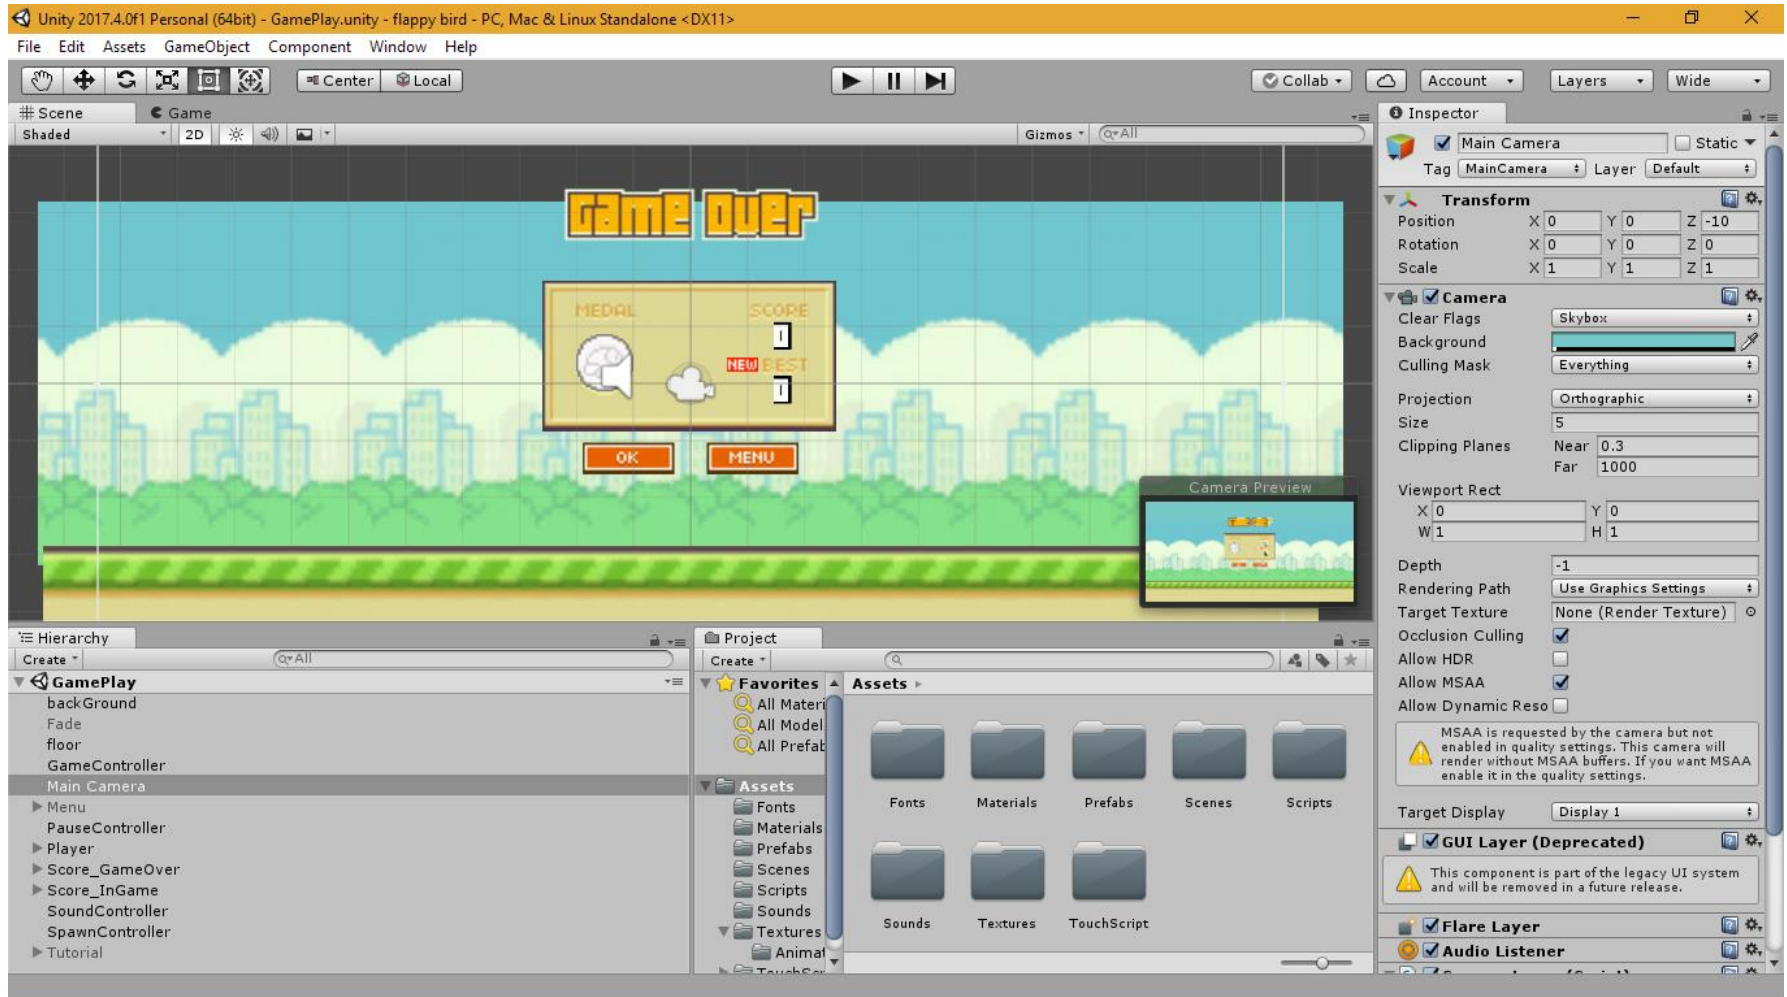 Unity 2017.4.0f1 Personal (64bit) - GamePlay.unity - flappy bird - PC, Mac & Linux Standalone <DX11>
File Edit Assets GameObject Component Window Help
Center Local
Collab Account Layers Wide
Scene Game
Shaded 2D Gizmos All
Game Over
MEDAL SCORE
NEW BEST
OK MENU
Camera Preview
Hierarchy
Create All
GamePlay
backGround
Fade
floor
GameController
Main Camera
Menu
PauseController
Player
Score_GameOver
Score_InGame
SoundController
SpawnController
Tutorial
Project
Create
Favorites
All Materi
All Model
All Prefab
Assets
Fonts
Materials
Prefabs
Scenes
Scripts
Sounds
Textures
Animat
Assets
Fonts Materials Prefabs Scenes Scripts
Sounds Textures TouchScript
Inspector
Main Camera Static
Tag MainCamera Layer Default
Transform
Position X 0 Y 0 Z -10
Rotation X 0 Y 0 Z 0
Scale X 1 Y 1 Z 1
Camera
Clear Flags Skybox
Background
Culling Mask Everything
Projection Orthographic
Size 5
Clipping Planes Near 0.3
Far 1000
Viewport Rect
X 0 Y 0
W 1 H 1
Depth -1
Rendering Path Use Graphics Settings
Target Texture None (Render Texture)
Occlusion Culling
Allow HDR
Allow MSAA
Allow Dynamic Reso
MSAA is requested by the camera but not
enabled in quality settings. This camera will
render without MSAA buffers. If you want MSAA
enable it in the quality settings.
Target Display Display 1
GUI Layer (Deprecated)
This component is part of the legacy UI system
and will be removed in a future release.
Flare Layer
Audio Listener